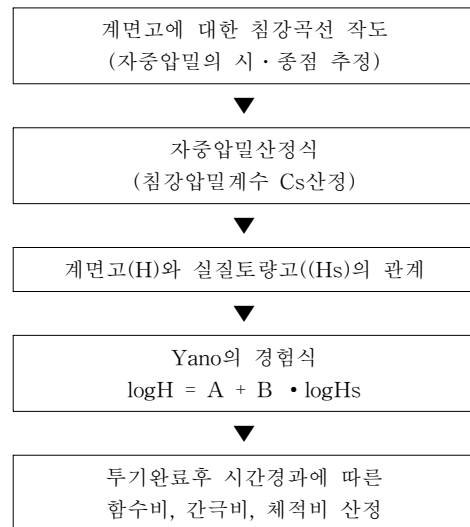 계면고에 대한 침강곡선 작도
(자중압밀의 시·종점 추정)
▼
자중압밀산정식
(침강압밀계수 Cs산정)
▼
계면고(H)와 실질토량고((Hs)의 관계
▼
Yano의 경험식
logH = A + B •logHs
▼
투기완료후 시간경과에 따른
함수비, 간극비, 체적비 산정